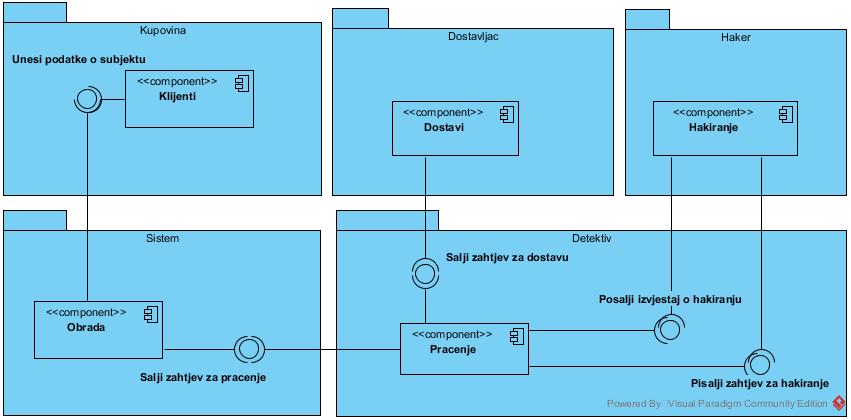 Kupovina
Unesi podatke o subjektu
<<component>>
Klijenti
Dostavljac
<<component>>
Dostavi
Haker
<<component>>
Hakiranje
Sistem
<<component>>
Obrada
Salji zahtjev za pracenje
Detektiv
Salji zahtjev za dostavu
Posalji izvjestaj o hakiranju
<<component>>
Pracenje
Pisalji zahtjev za hakiranje
Powered By Visual Paradigm Community Edition